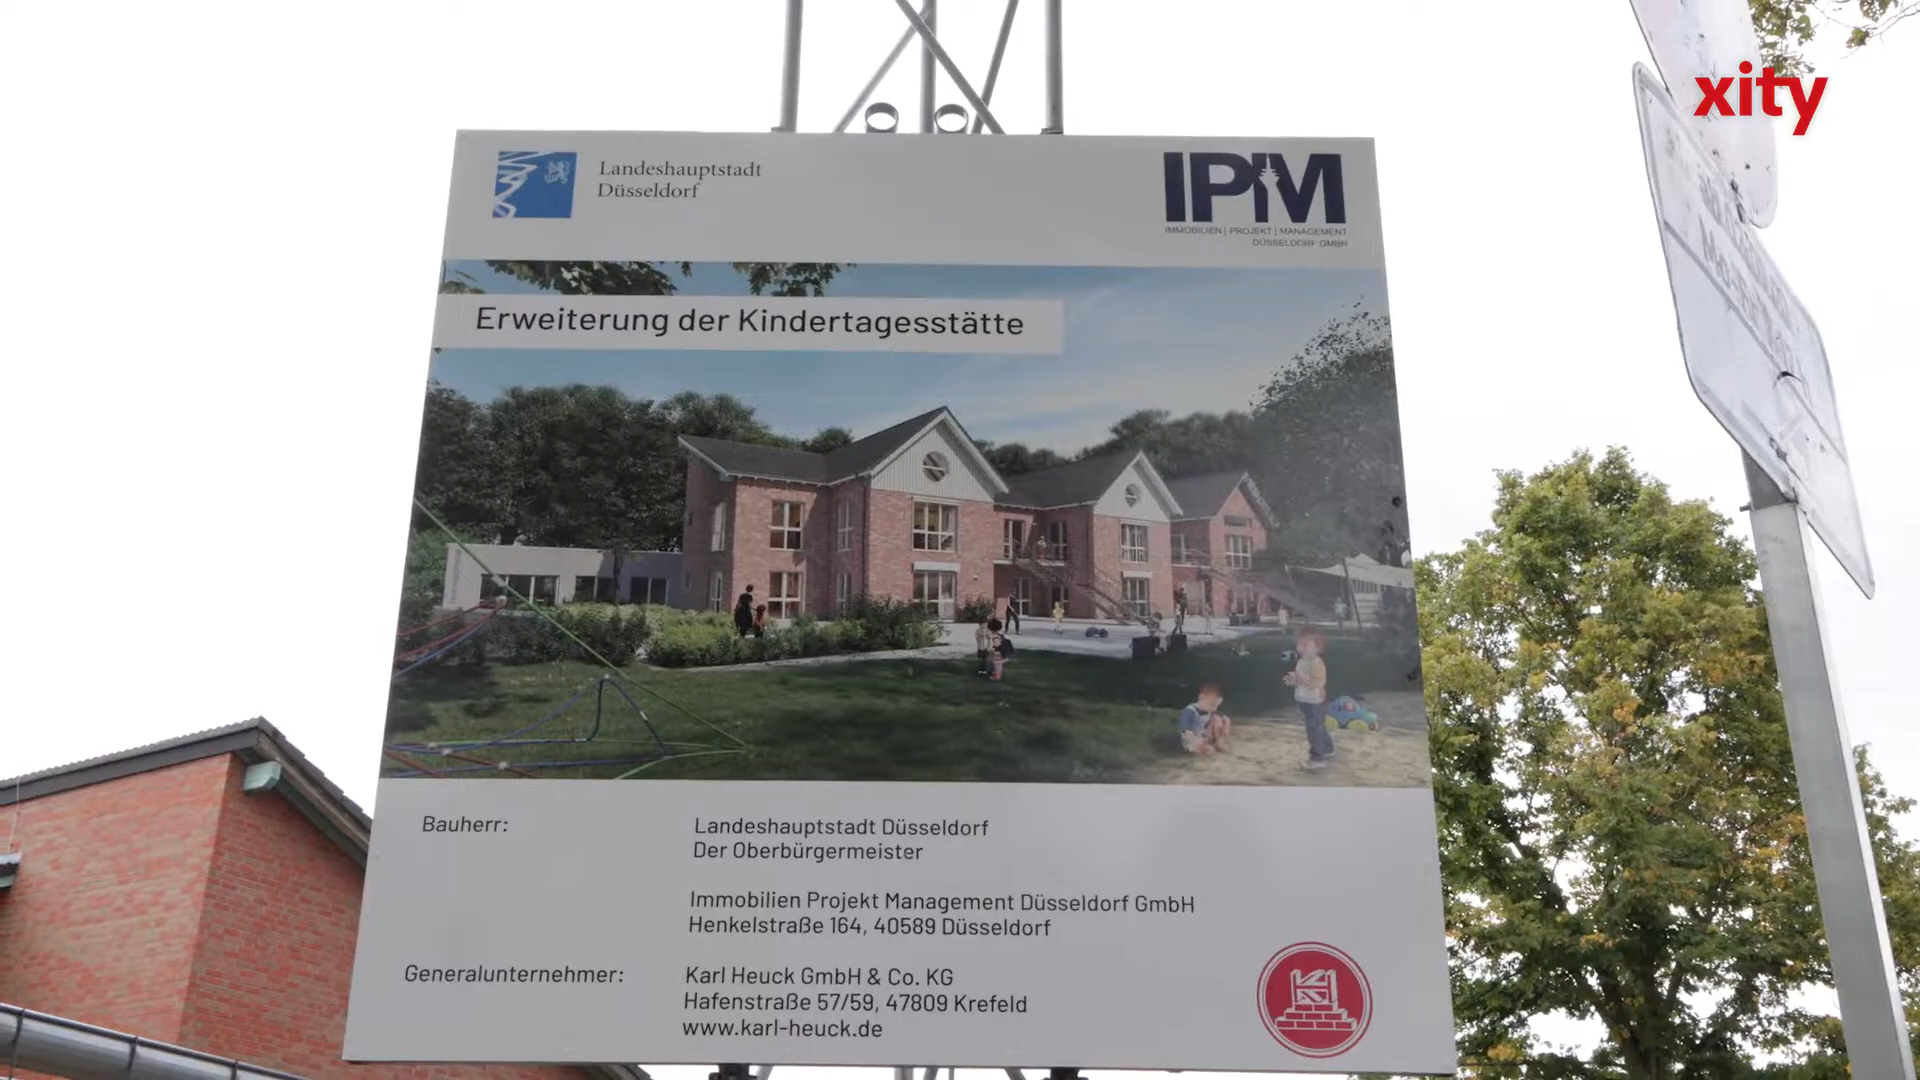 xity
Landeshauptstadt
Düsseldorf
IPM
IMMOBILIEN | PROJEKT | MANAGEMENT
DÜSSELDORF GMBH
Erweiterung der Kindertagesstätte
Bauherr:
Landeshauptstadt Düsseldorf
Der Oberbürgermeister
Immobilien Projekt Management Düsseldorf GmbH
Henkelstraße 164, 40589 Düsseldorf
Generalunternehmer:
Karl Heuck GmbH & Co. KG
Hafenstraße 57/59, 47809 Krefeld
www.karl-heuck.de